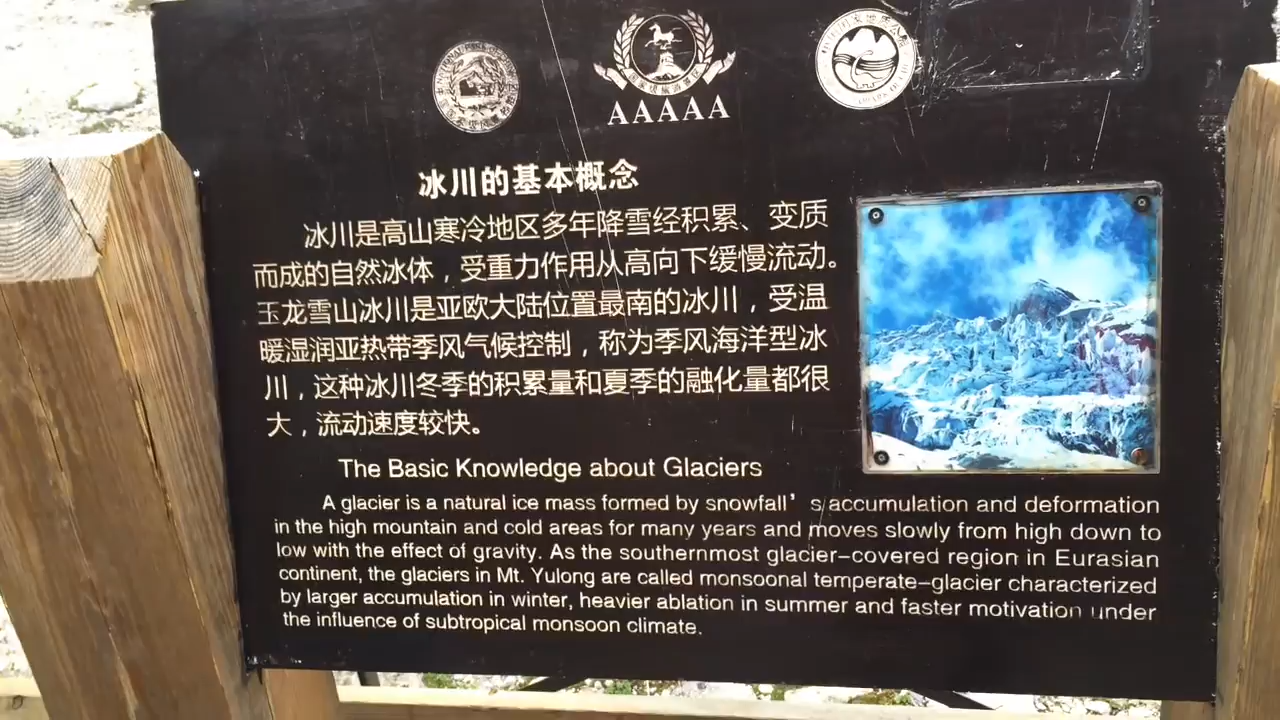 AAAAA
冰川的基本概念
冰川是高山寒冷地区多年降雪经积累、变质
而成的自然冰体，受重力作用从高向下缓慢流动。
玉龙雪山冰川是亚欧大陆位置最南的冰川，受温
暖湿润亚热带季风气候控制，称为季风海洋型冰
川，这种冰川冬季的积累量和夏季的融化量都很
大，流动速度较快。
The Basic Knowledge about Glaciers
A glacier is a natural ice mass formed by snowfall's accumulation and deformation
in the high mountain and cold areas for many years and moves slowly from high down to
low with the effect of gravity. As the southernmost glacier-covered region in Eurasian
continent, the glaciers in Mt. Yulong are called monsoonal temperate-glacier characterized
by larger accumulation in winter, heavier ablation in summer and faster motivation under
the influence of subtropical monsoon climate.